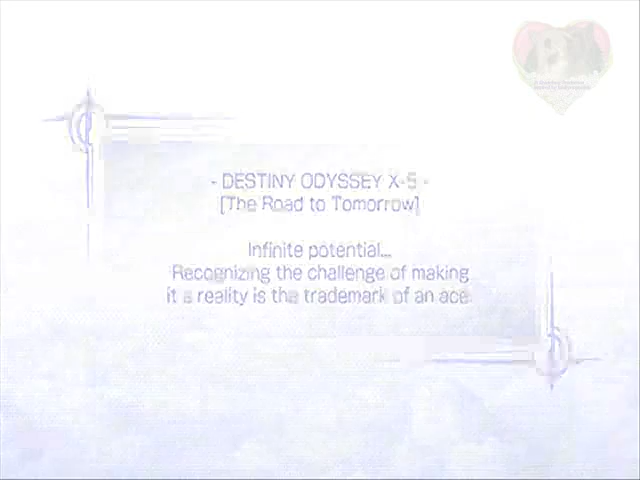 - DESTINY ODYSSEY X-5 -
[The Road to Tomorrow]
Infinite potential...
Recognizing the challenge of making
it a reality is the trademark of an ace.